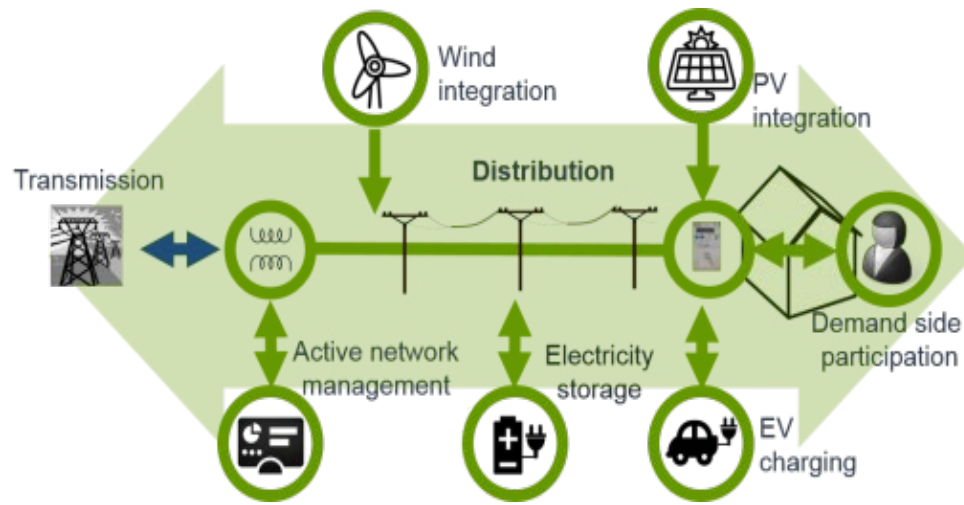 Wind
integration
PV
integration
Transmission
Distribution
Active network
management
Electricity
storage
Demand side
participation
EV
charging